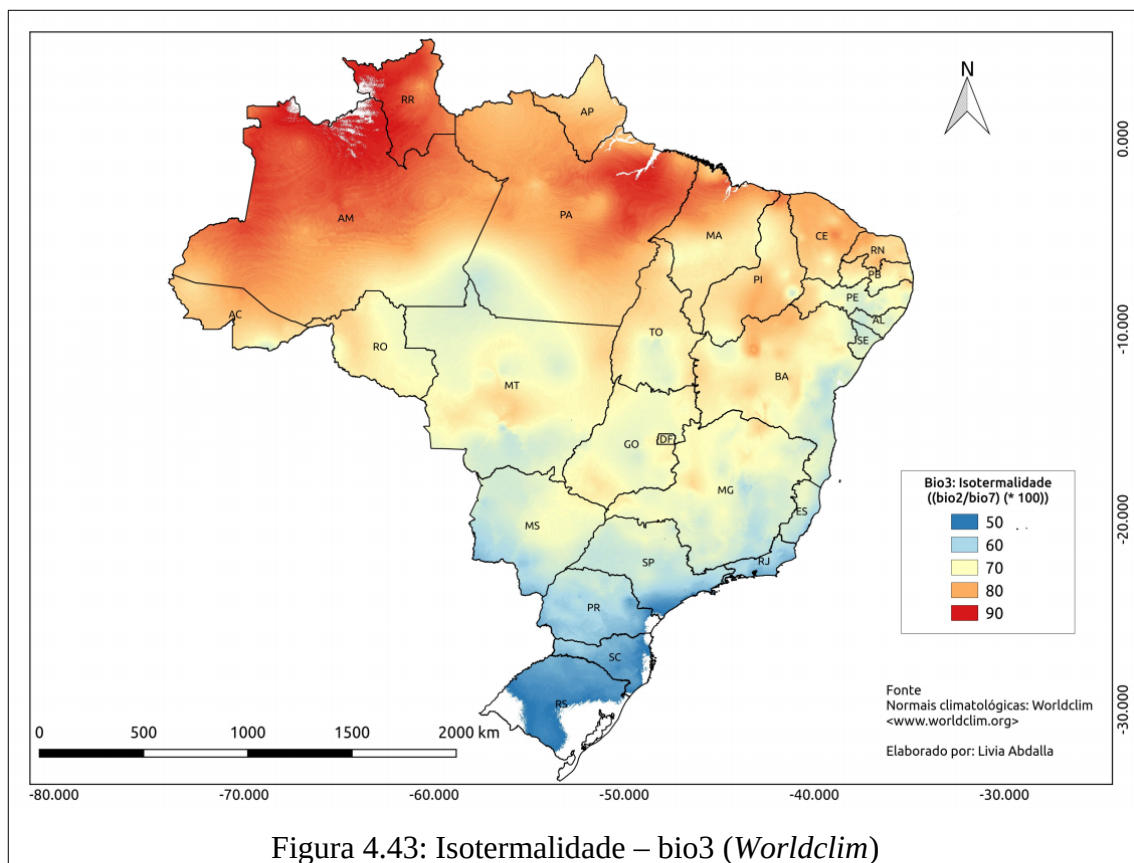 N
RR
AP
AM
PA
MA
CE
RN
PB
PI
PE
AL
SE
AC
TO
RO
BA
MT
DF
GO
MG
ES
MS
SP
RJ
PR
SC
RS
0.000
-10.000
-20.000
-30.000
Bio3: Isotermalidade
((bio2/bio7) (* 100))
50
60
70
80
90
Fonte
Normais climatológicas: Worldclim
<www.worldclim.org>
Elaborado por: Livia Abdalla
0 500 1000 1500 2000 km
-80.000 -70.000 -60.000 -50.000 -40.000 -30.000
Figura 4.43: Isotermalidade – bio3 (Worldclim)